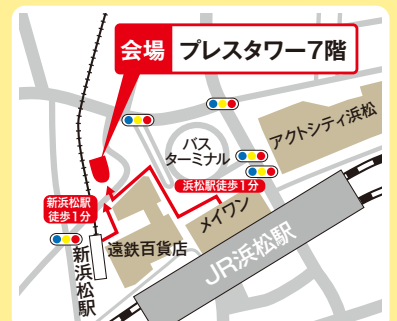 会場 プレスタワー7階
バス
ターミナル
アクトシティ浜松
浜松駅徒歩1分
新浜松駅
徒歩1分
メイワン
遠鉄百貨店
新浜松駅
JR浜松駅